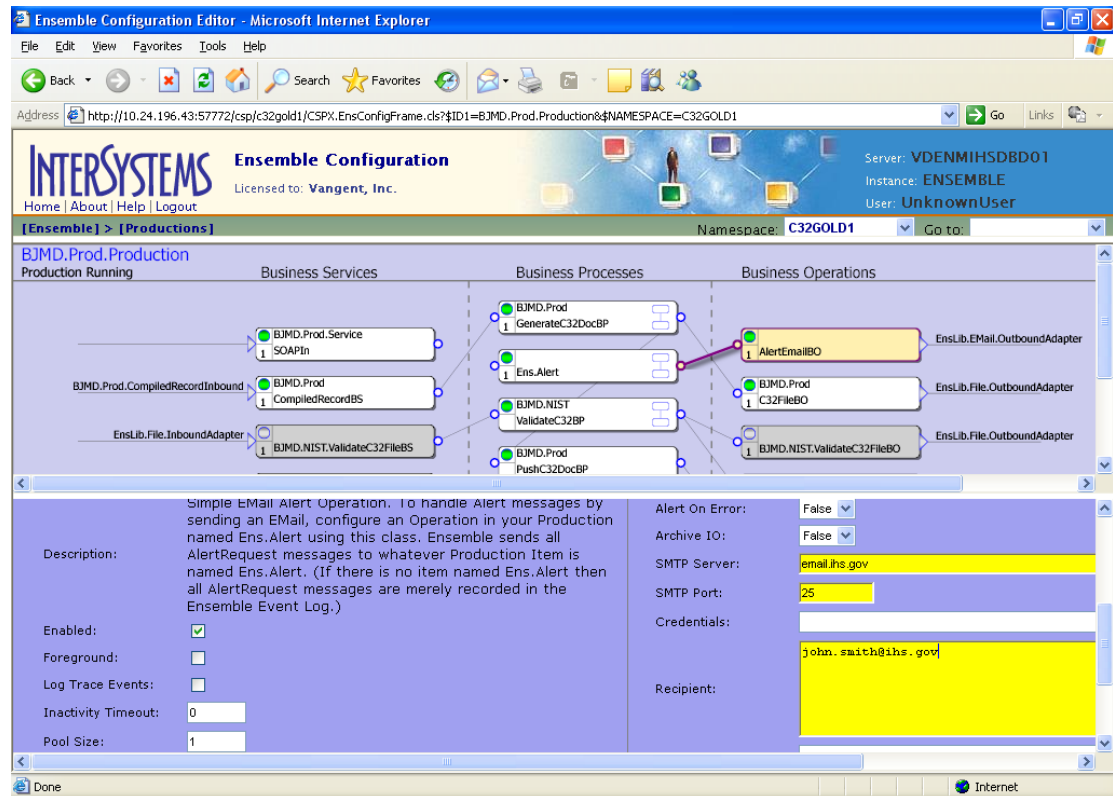 Ensemble Configuration Editor - Microsoft Internet Explorer
File Edit View Favorites Tools Help
Back Search Favorites
Address http://10.24.196.43:57772/csp/c32gold1/CSPX.EnsConfigFrame.cls?$ID1=BJMD.Prod.Production&$NAMESPACE=C32GOLD1 Go Links
INTERSYSTEMS
Home | About | Help | Logout
Ensemble Configuration
Licensed to: Vangent, Inc.
Server: VDENMIHSDBD01
Instance: ENSEMBLE
User: UnknownUser
[Ensemble] > [Productions] Namespace: C32GOLD1 Go to:
BJMD.Prod.Production
Production Running Business Services Business Processes Business Operations
BJMD.Prod
1 GenerateC32DocBP
BJMD.Prod.Service
1 SOAPIn
1 AlertEmailBO
EnsLib.EMail.OutboundAdapter
1 Ens.Alert
BJMD.Prod.CompiledRecordInbound
BJMD.Prod
1 CompiledRecordBS
BJMD.Prod
1 C32FileBO
EnsLib.File.OutboundAdapter
BJMD.NIST
1 ValidateC32BP
EnsLib.File.InboundAdapter
1 BJMD.NIST.ValidateC32FileBS
1 BJMD.NIST.ValidateC32FileBO
EnsLib.File.OutboundAdapter
BJMD.Prod
1 PushC32DocBP
Description:
Simple EMail Alert Operation. To handle Alert messages by
sending an EMail, configure an Operation in your Production
named Ens.Alert using this class. Ensemble sends all
AlertRequest messages to whatever Production Item is
named Ens.Alert. (If there is no item named Ens.Alert then
all AlertRequest messages are merely recorded in the
Ensemble Event Log.)
Enabled:
Foreground:
Log Trace Events:
Inactivity Timeout: 0
Pool Size: 1
Alert On Error: False
Archive IO: False
SMTP Server: email.ihs.gov
SMTP Port: 25
Credentials:
Recipient: john.smith@ihs.gov
Done Internet